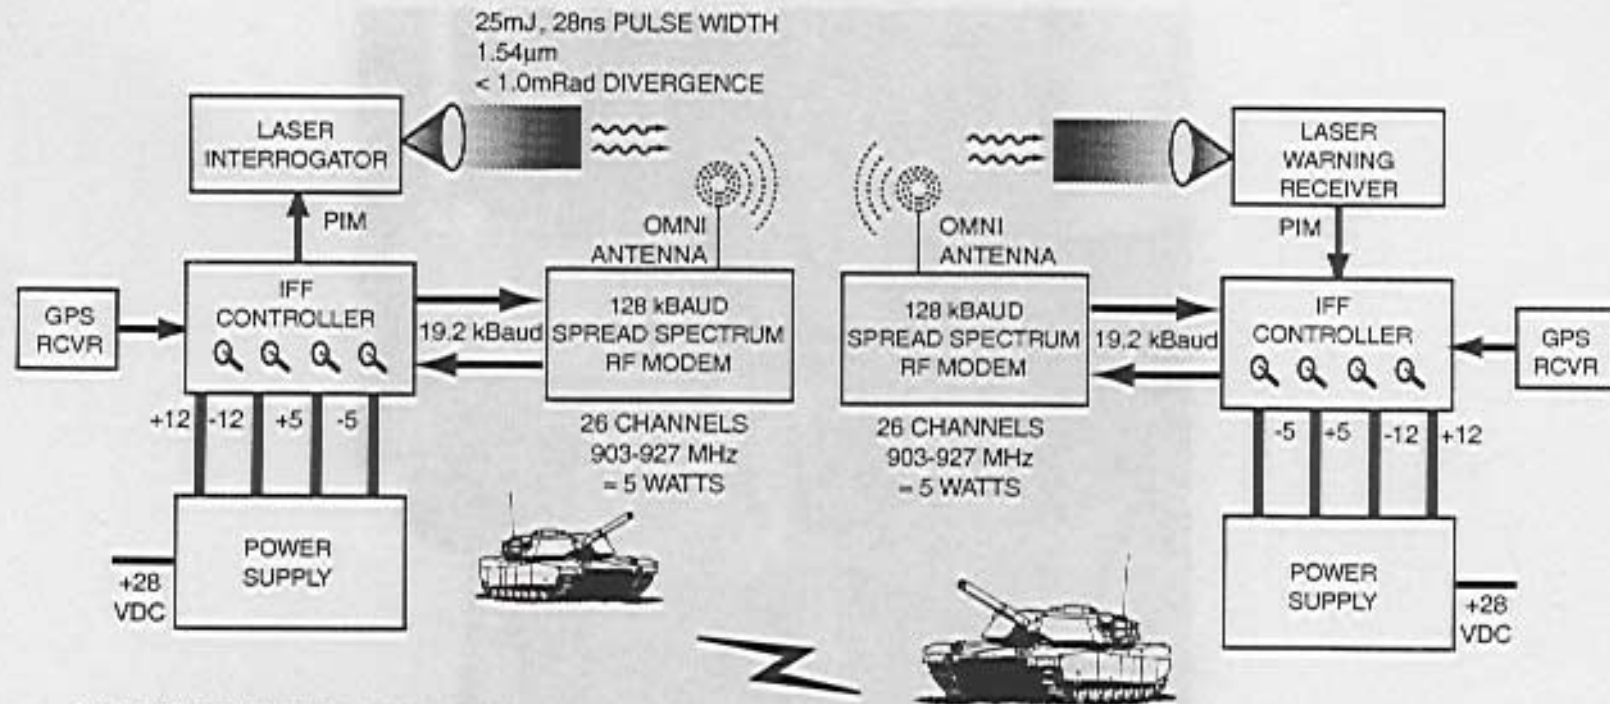 25mJ, 28ns PULSE WIDTH
1.54µm
< 1.0mRad DIVERGENCE
LASER
INTERROGATOR
PIM
OMNI
ANTENNA
GPS
RCVR
IFF
CONTROLLER
19.2 kBaud
128 kBAUD
SPREAD SPECTRUM
RF MODEM
+12
-12
+5
-5
26 CHANNELS
903-927 MHz
= 5 WATTS
POWER
SUPPLY
+28
VDC
LASER
WARNING
RECEIVER
PIM
OMNI
ANTENNA
128 kBAUD
SPREAD SPECTRUM
RF MODEM
19.2 kBaud
IFF
CONTROLLER
GPS
RCVR
26 CHANNELS
903-927 MHz
= 5 WATTS
-5
+5
-12
+12
POWER
SUPPLY
+28
VDC